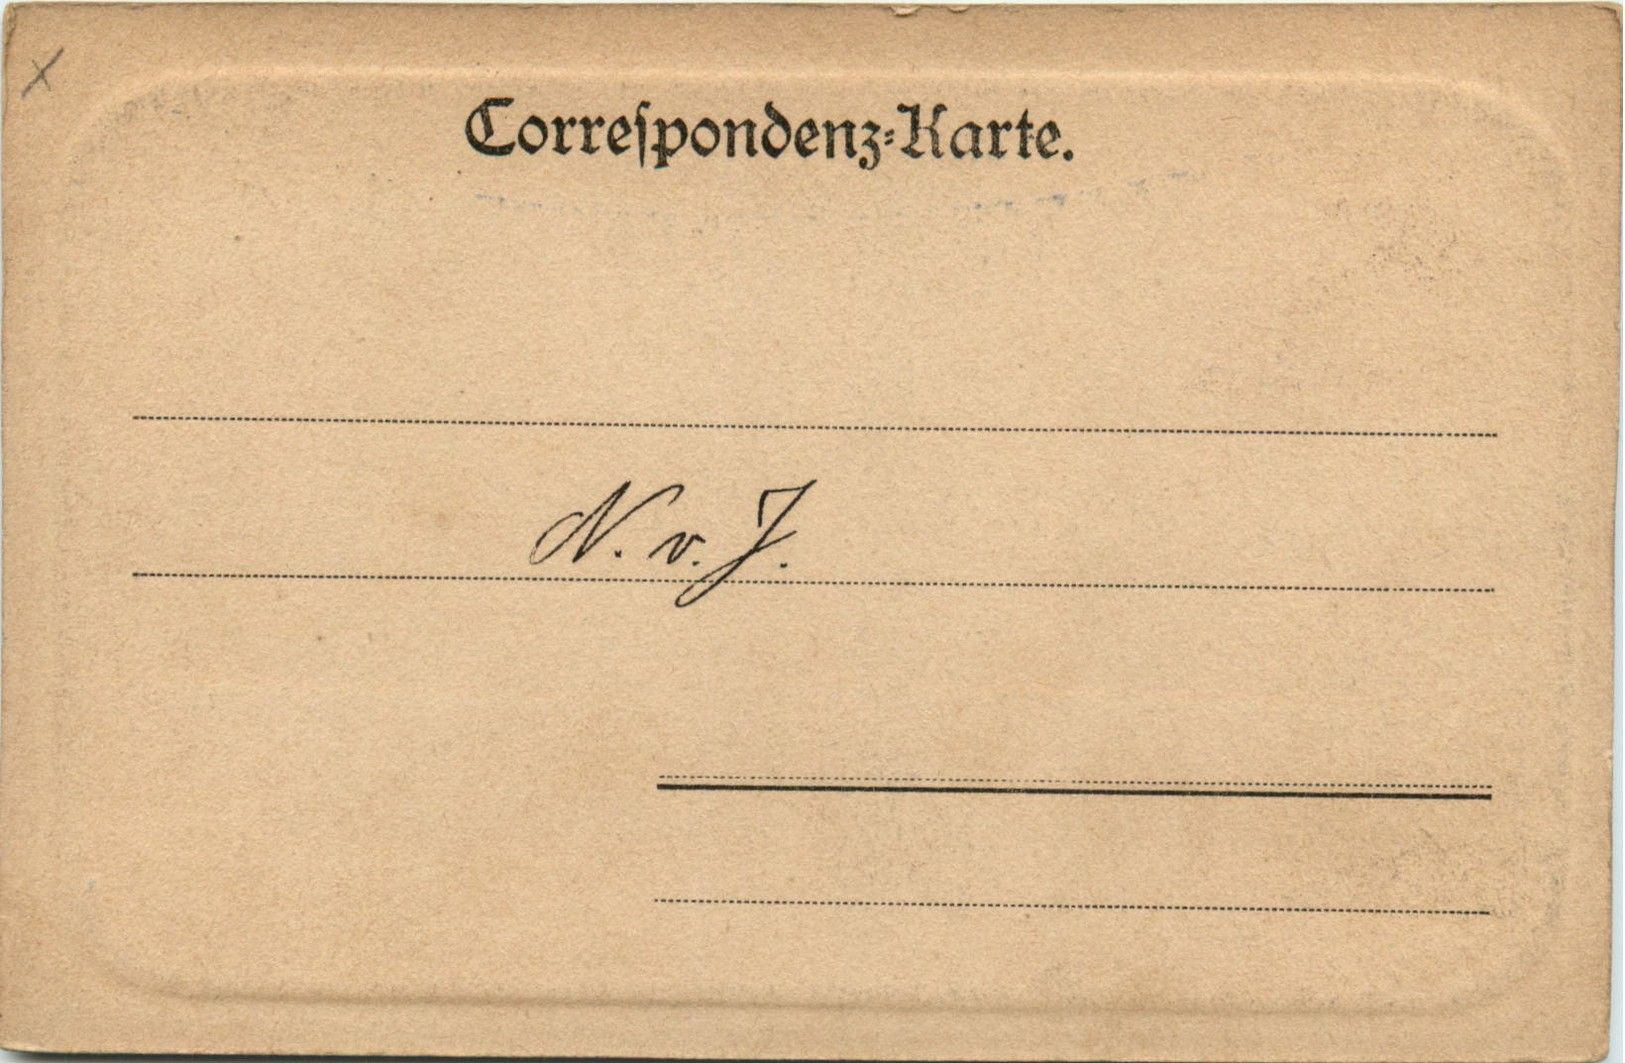 Correſpondenz-Karte.
N. v. J.